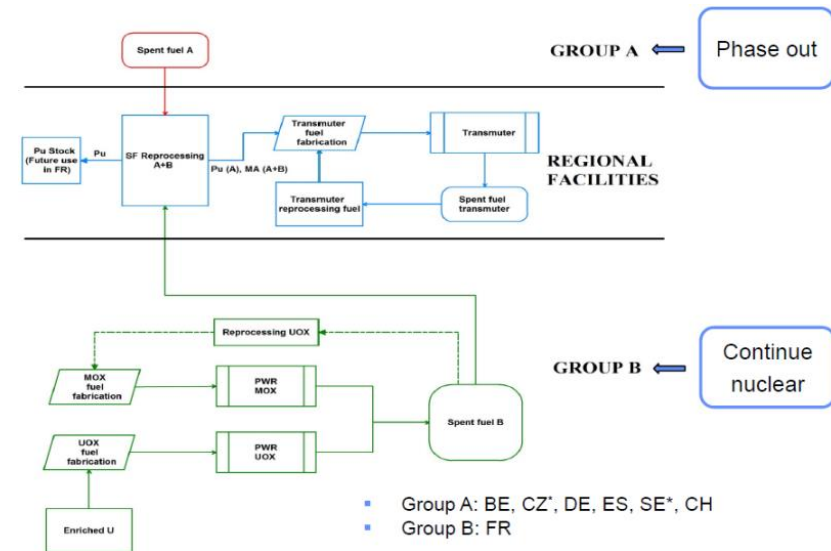 Spent fuel A
GROUP A
Phase out
Pu Stock
(Future use
in FR)
Pu
SF Reprocessing
A+B
Pu (A), MA (A+B)
Transmuter
fuel
fabrication
Transmuter
Transmuter
reprocessing fuel
Spent fuel
transmuter
REGIONAL
FACILITIES
Reprocessing UOX
MOX
fuel
fabrication
PWR
MOX
Spent fuel B
GROUP B
Continue
nuclear
UOX
fuel
fabrication
PWR
UOX
Enriched U
▪ Group A: BE, CZ*, DE, ES, SE*, CH
▪ Group B: FR